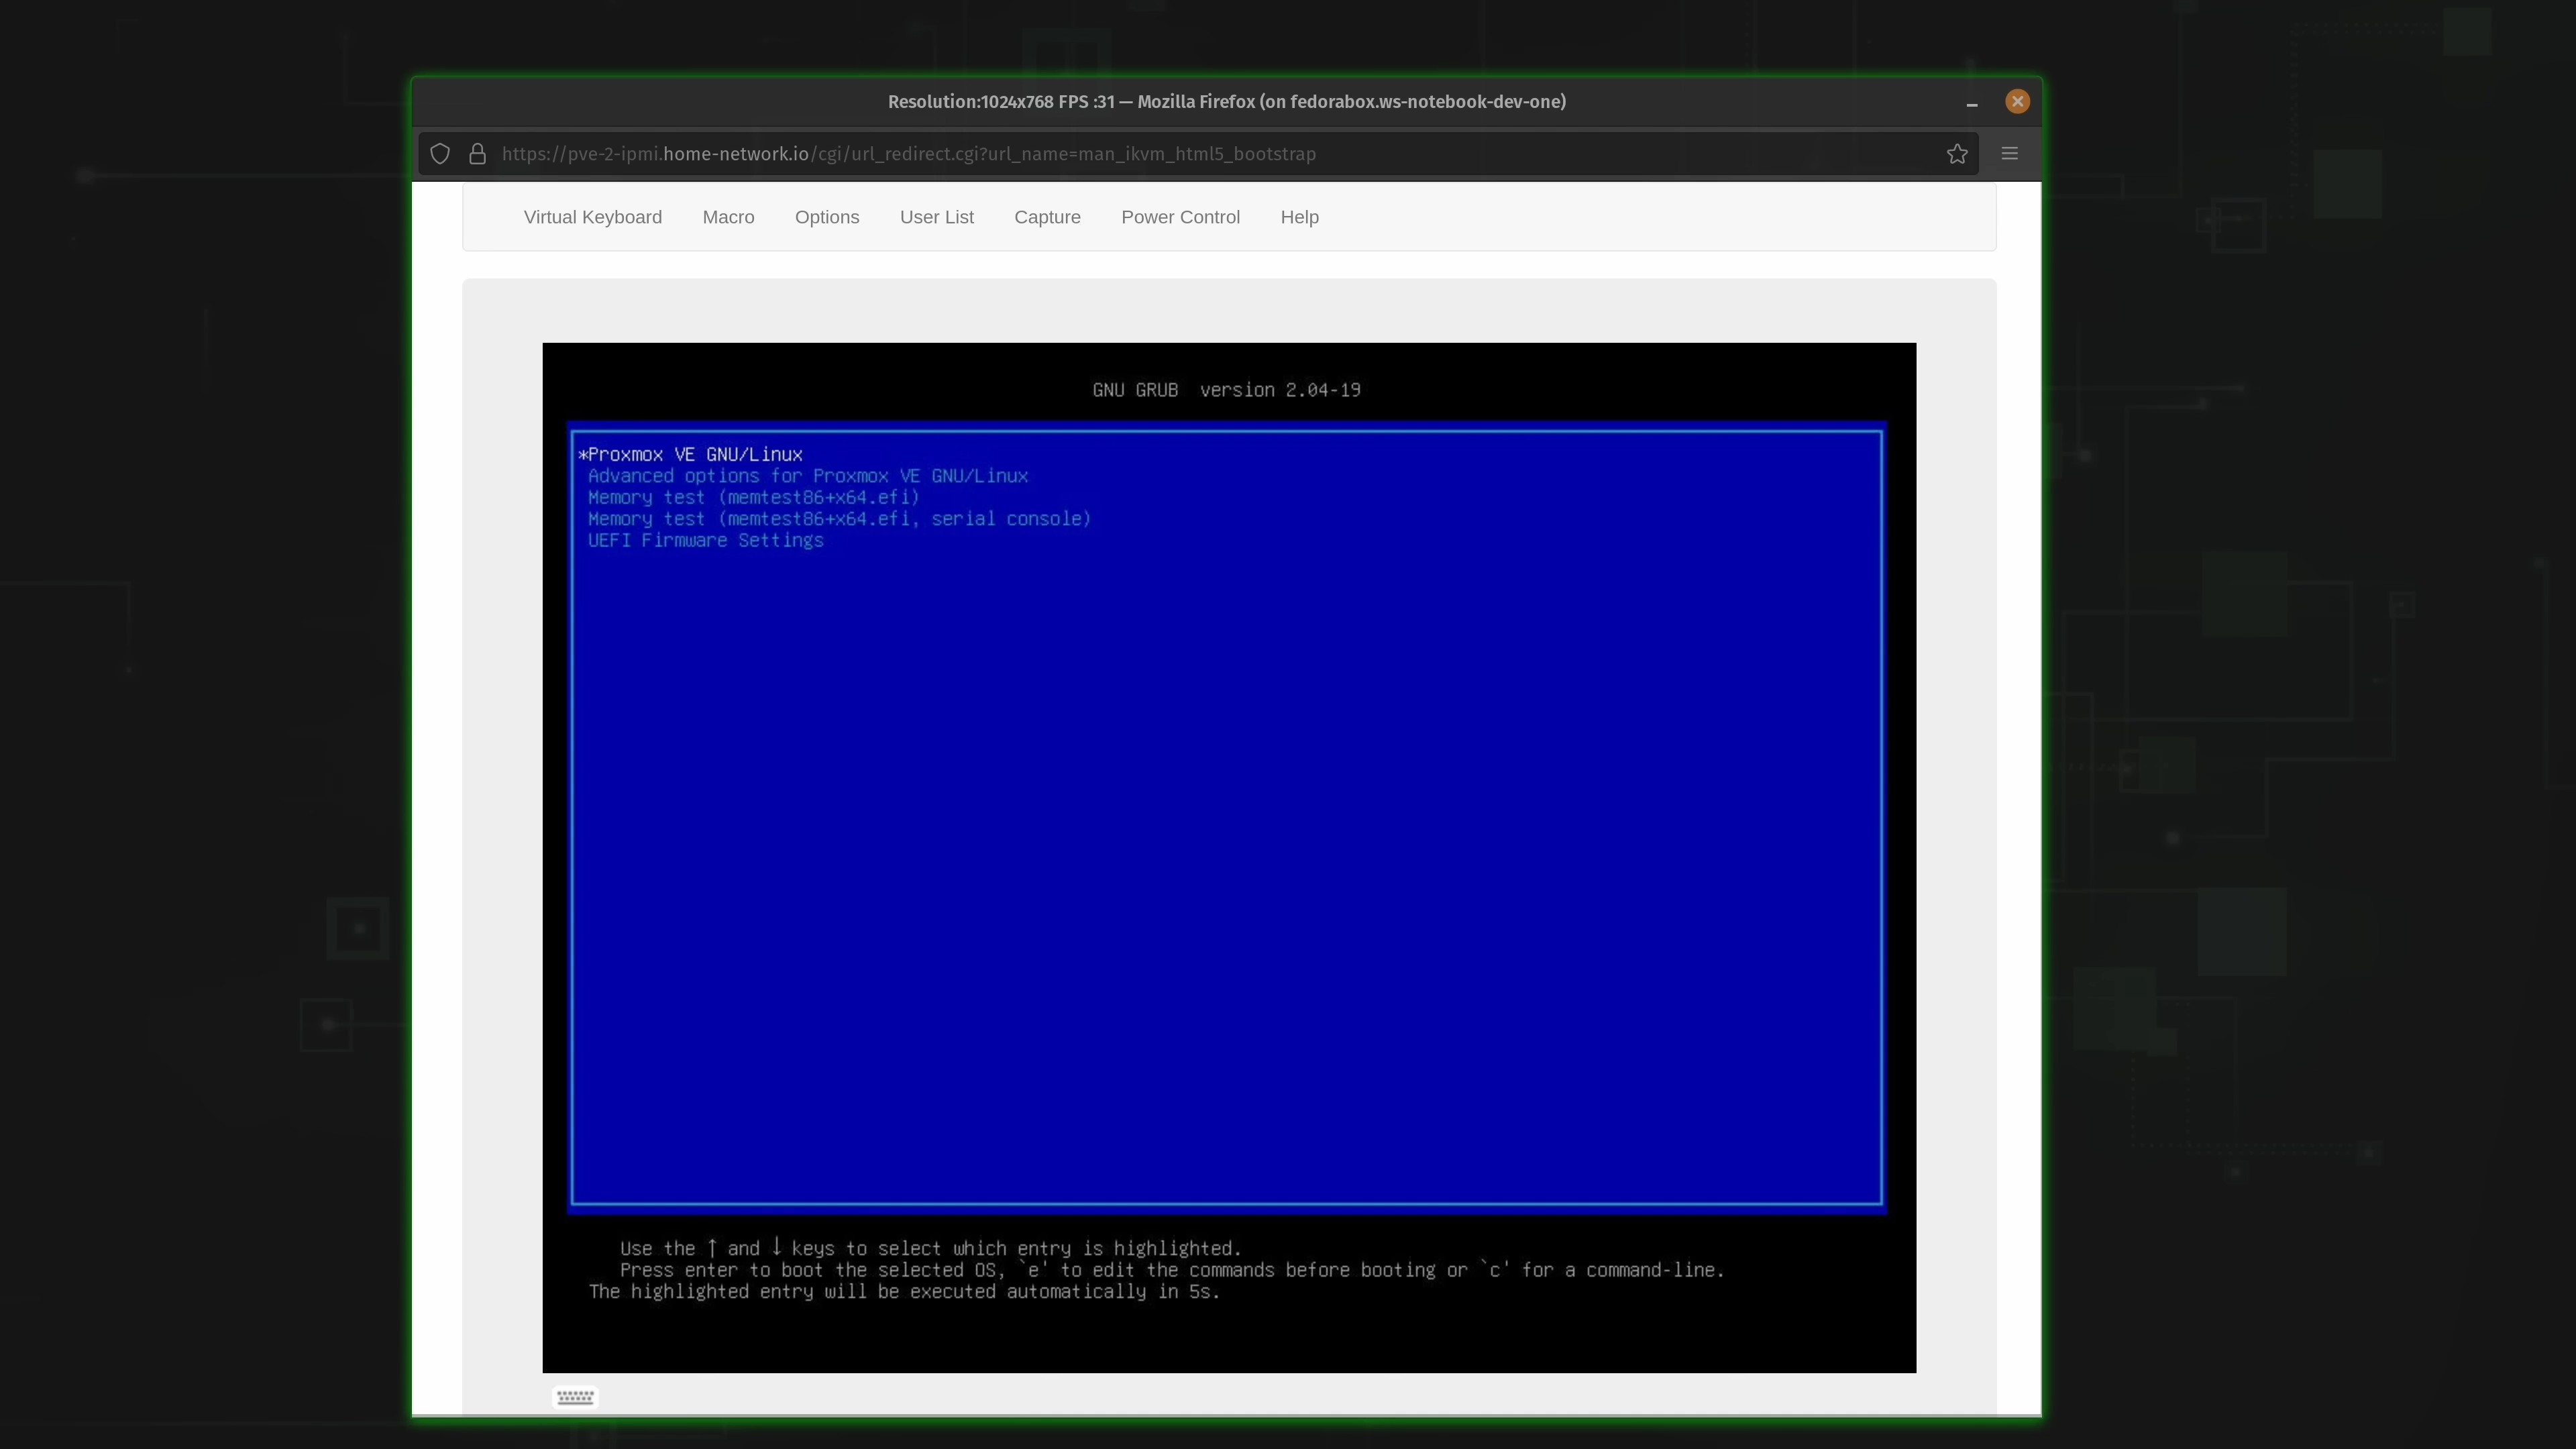 Resolution:1024x768 FPS :31 — Mozilla Firefox (on fedorabox.ws-notebook-dev-one)
https://pve-2-ipmi.home-network.io/cgi/url_redirect.cgi?url_name=man_ikvm_html5_bootstrap
Virtual Keyboard Macro Options User List Capture Power Control Help
GNU GRUB  version 2.04-19
*Proxmox VE GNU/Linux
Advanced options for Proxmox VE GNU/Linux
Memory test (memtest86+x64.efi)
Memory test (memtest86+x64.efi, serial console)
UEFI Firmware Settings
Use the ↑ and ↓ keys to select which entry is highlighted.
Press enter to boot the selected OS, `e' to edit the commands before booting or `c' for a command-line.
The highlighted entry will be executed automatically in 5s.